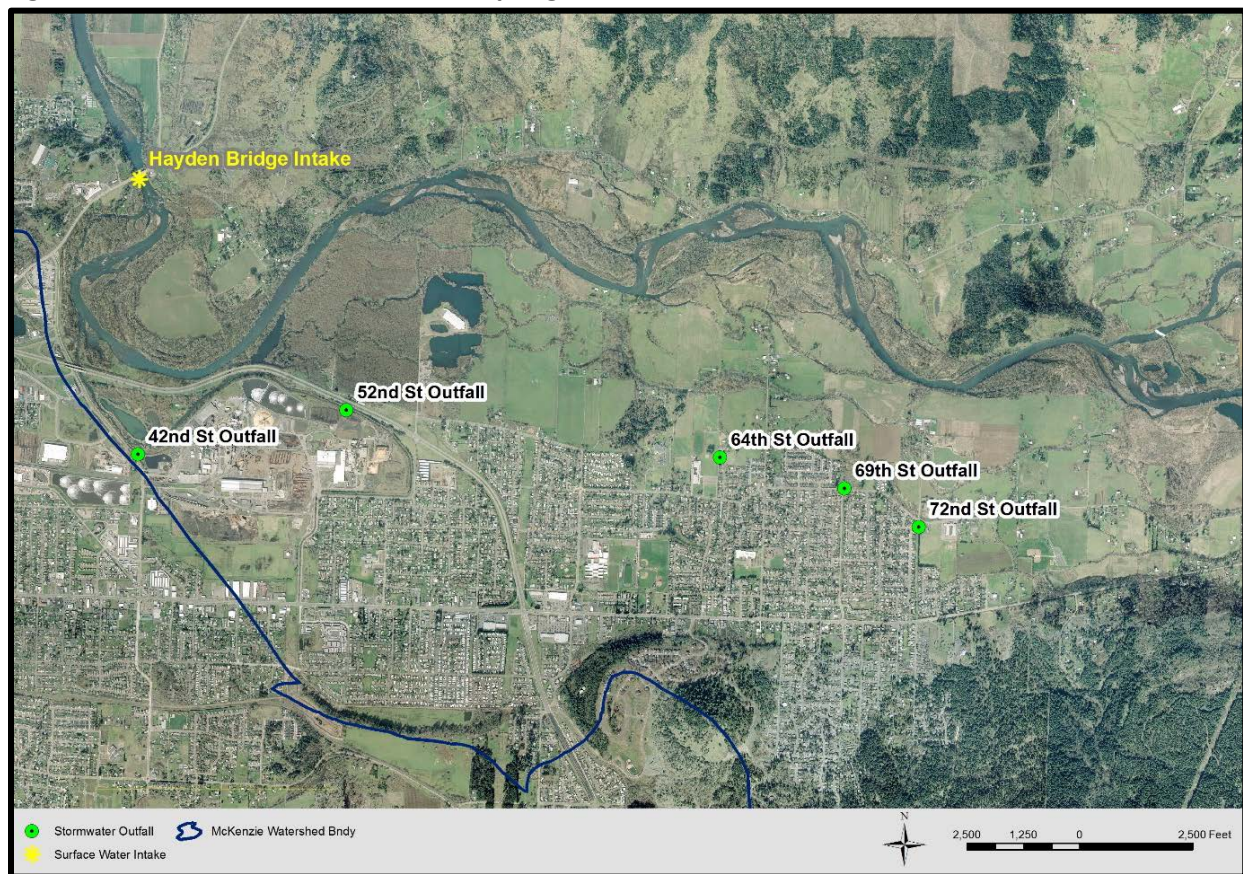 Hayden Bridge Intake
52nd St Outfall
42nd St Outfall
64th St Outfall
69th St Outfall
72nd St Outfall
Stormwater Outfall
McKenzie Watershed Bndy
Surface Water Intake
N
2,500 1,250 0 2,500 Feet